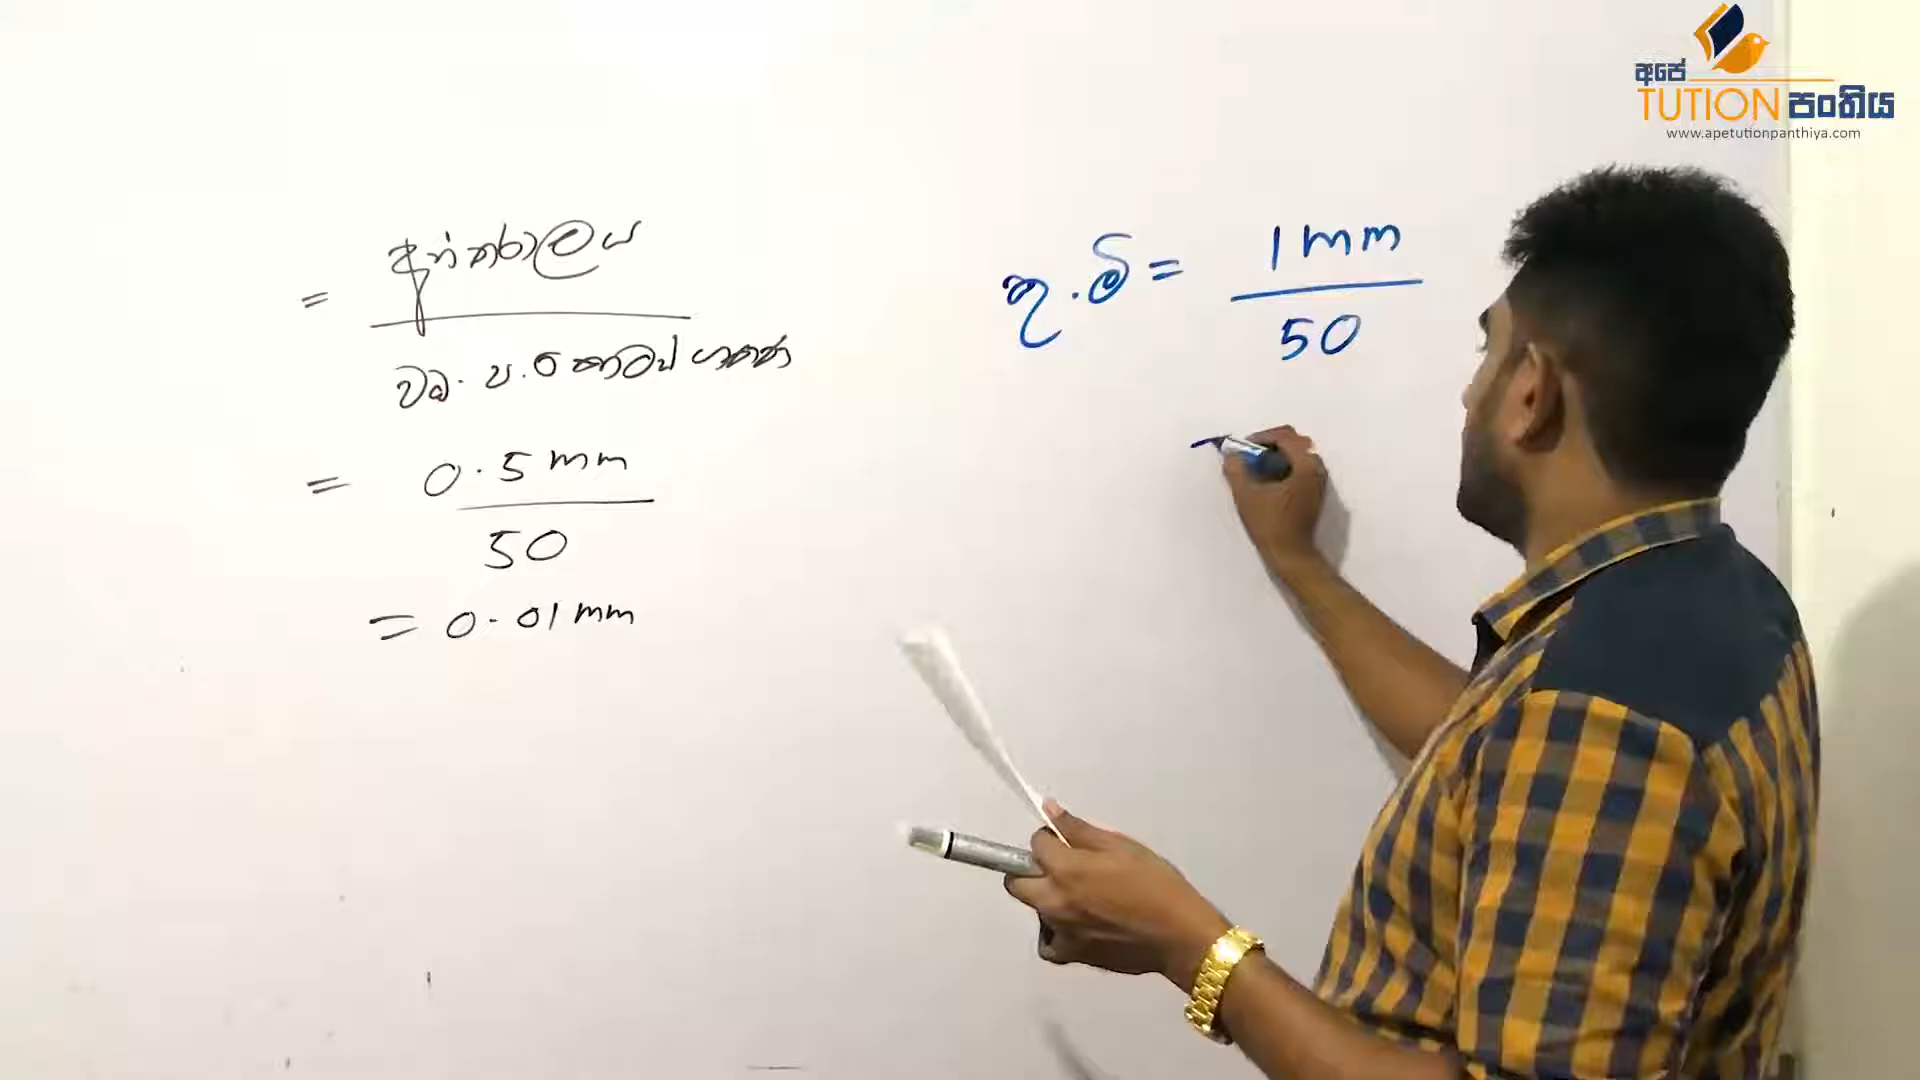 අපේ
TUTION පංතිය
www.apetutionpanthiya.com
= අන්තරාලය
වෘ. ප. කොටස් ගණන
= 0.5 mm
50
= 0.01 mm
කු.මි = 1 mm
50